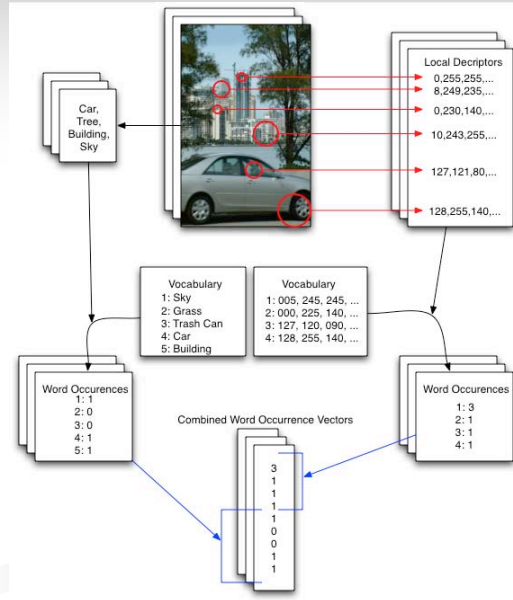 Local Decriptors
0,255,255,...
8,249,235,...
0,230,140,...
10,243,255,...
127,121,80,...
128,255,140,...
Car,
Tree,
Building,
Sky
Vocabulary
1: Sky
2: Grass
3: Trash Can
4: Car
5: Building
Vocabulary
1: 005, 245, 245, ...
2: 000, 225, 140, ...
3: 127, 120, 090, ...
4: 128, 255, 140, ...
Word Occurences
1: 1
2: 0
3: 0
4: 1
5: 1
Word Occurences
1: 3
2: 1
3: 1
4: 1
Combined Word Occurrence Vectors
3
1
1
1
1
0
0
1
1